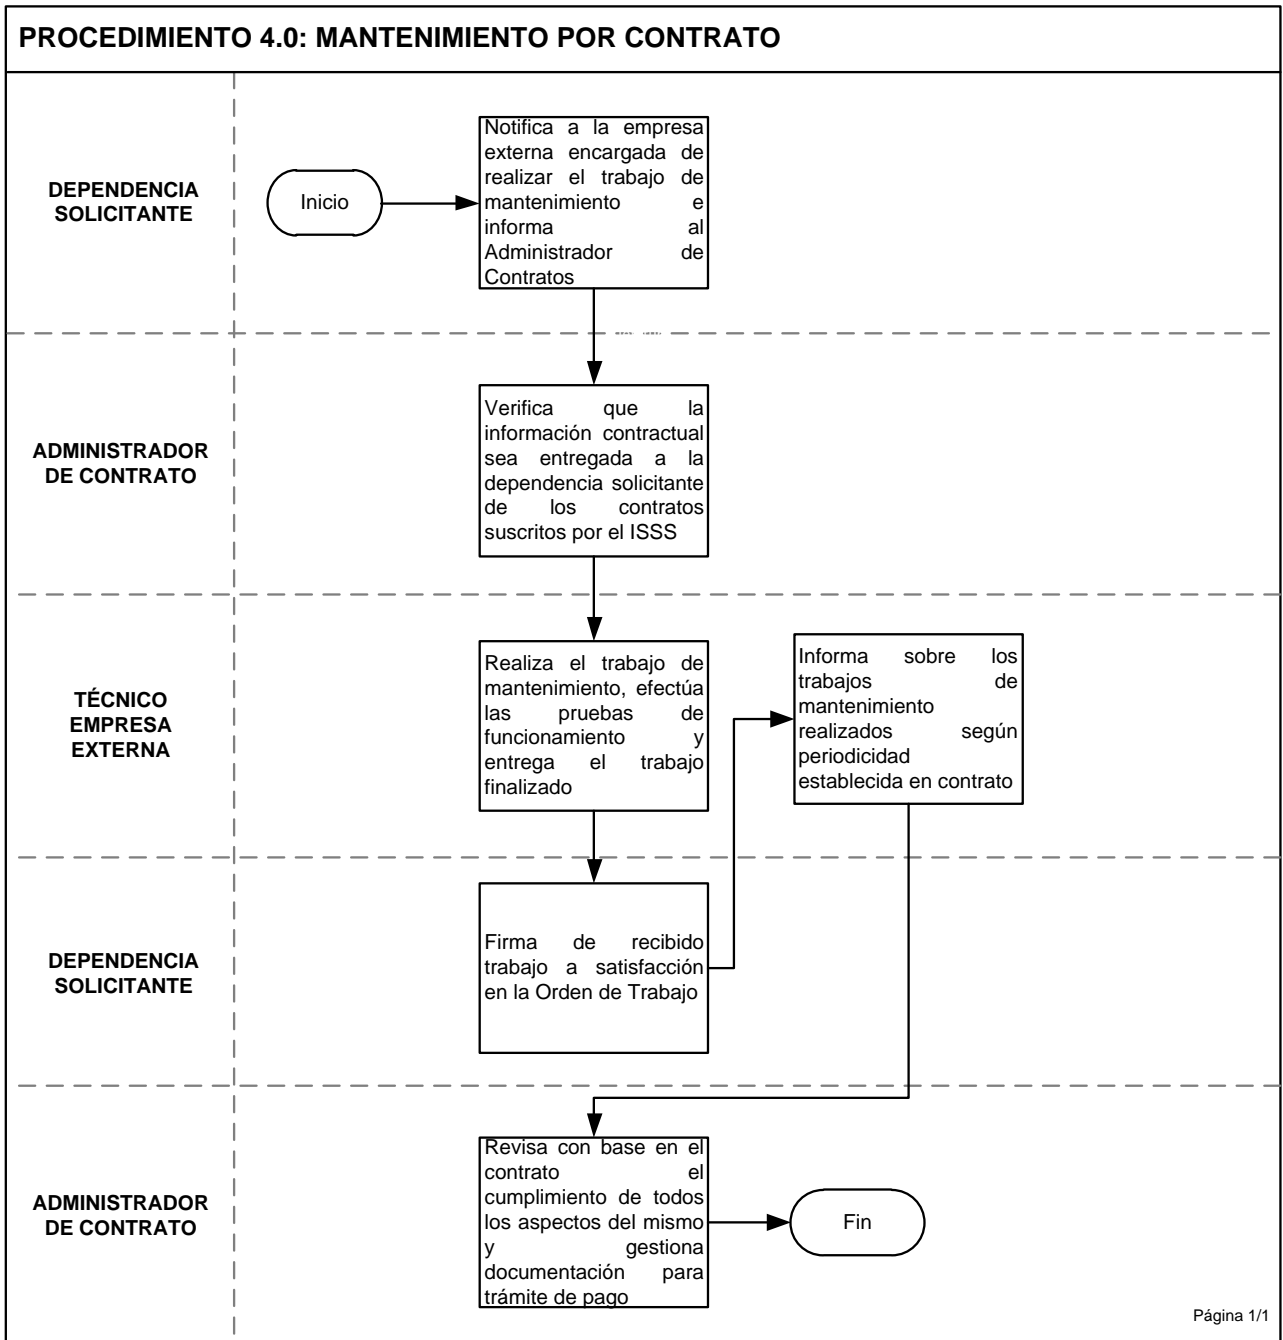 PROCEDIMIENTO 4.0: MANTENIMIENTO POR CONTRATO
DEPENDENCIA
SOLICITANTE
Inicio
Notifica a la empresa
externa encargada de
realizar el trabajo de
mantenimiento e
informa al
Administrador de
Contratos
ADMINISTRADOR
DE CONTRATO
Verifica que la
información contractual
sea entregada a la
dependencia solicitante
de los contratos
suscritos por el ISSS
TÉCNICO
EMPRESA
EXTERNA
Realiza el trabajo de
mantenimiento, efectúa
las pruebas de
funcionamiento y
entrega el trabajo
finalizado
Informa sobre los
trabajos de
mantenimiento
realizados según
periodicidad
establecida en contrato
DEPENDENCIA
SOLICITANTE
Firma de recibido
trabajo a satisfacción
en la Orden de Trabajo
ADMINISTRADOR
DE CONTRATO
Revisa con base en el
contrato el
cumplimiento de todos
los aspectos del mismo
y gestiona
documentación para
trámite de pago
Fin
Página 1/1